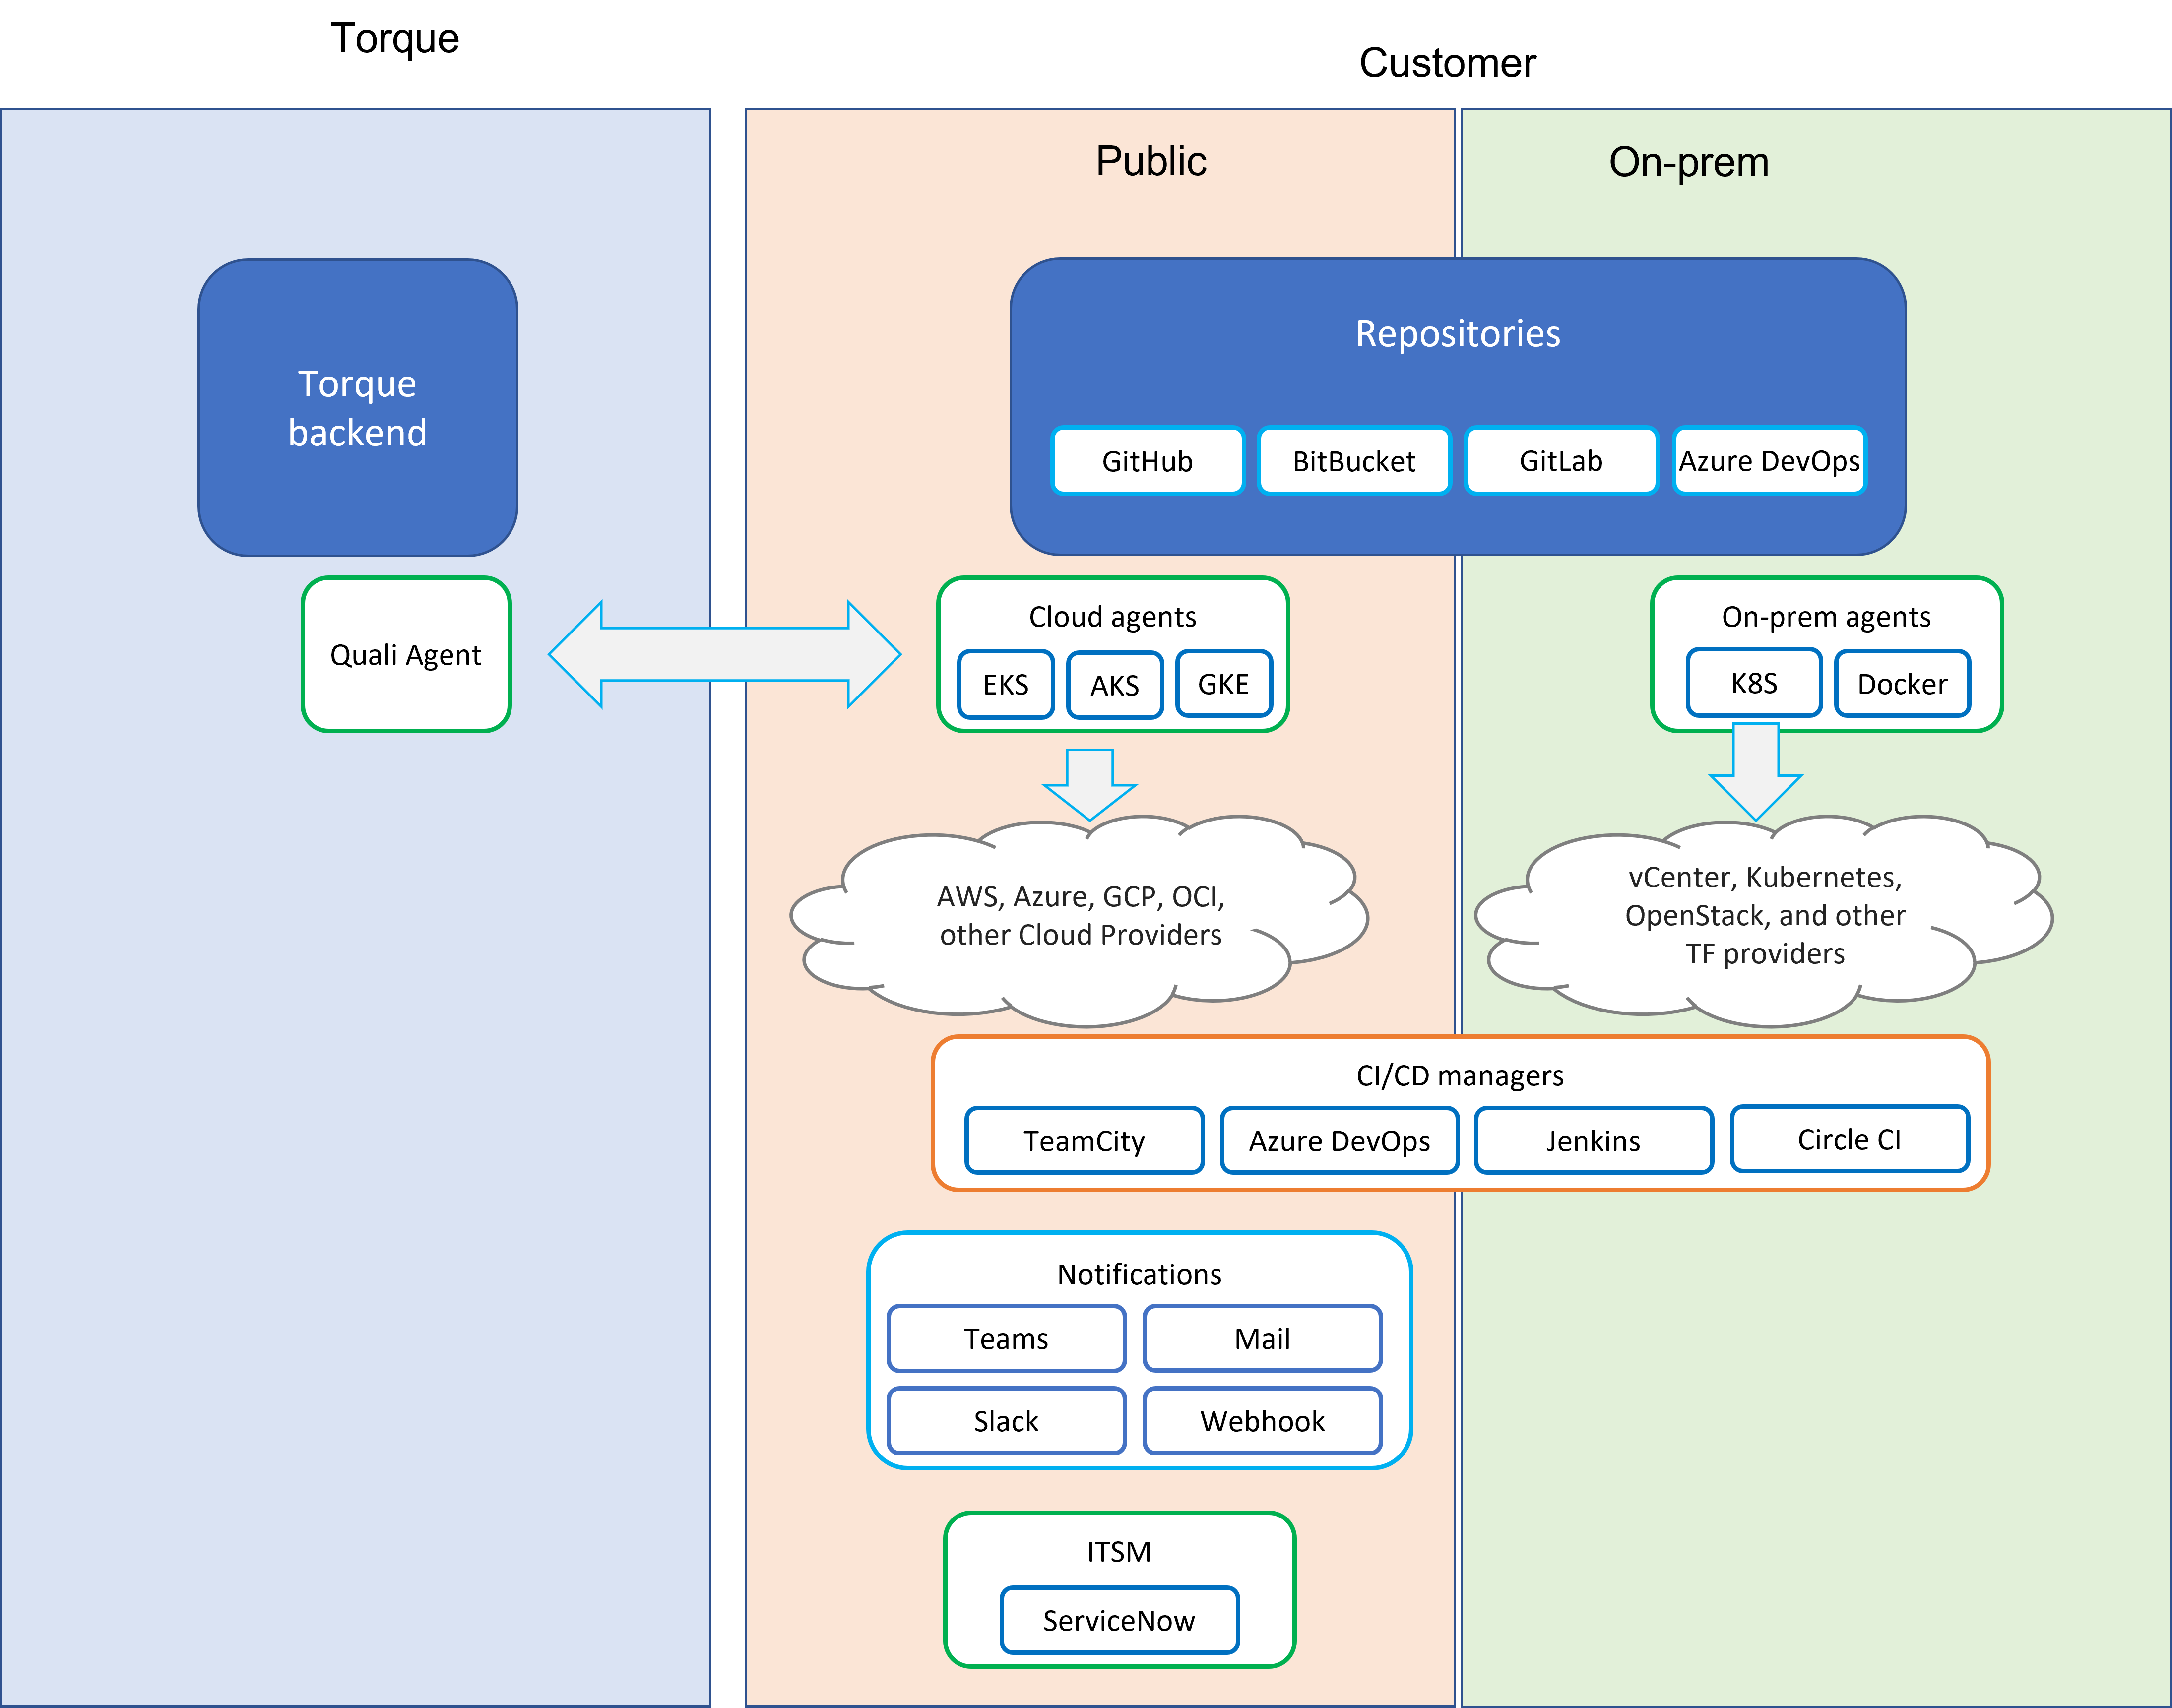 Torque
Customer
Public
On-prem
Torque
backend
Repositories
GitHub
BitBucket
GitLab
Azure DevOps
Quali Agent
Cloud agents
EKS
AKS
GKE
On-prem agents
K8S
Docker
AWS, Azure, GCP, OCI,
other Cloud Providers
vCenter, Kubernetes,
OpenStack, and other
TF providers
CI/CD managers
TeamCity
Azure DevOps
Jenkins
Circle CI
Notifications
Teams
Mail
Slack
Webhook
ITSM
ServiceNow